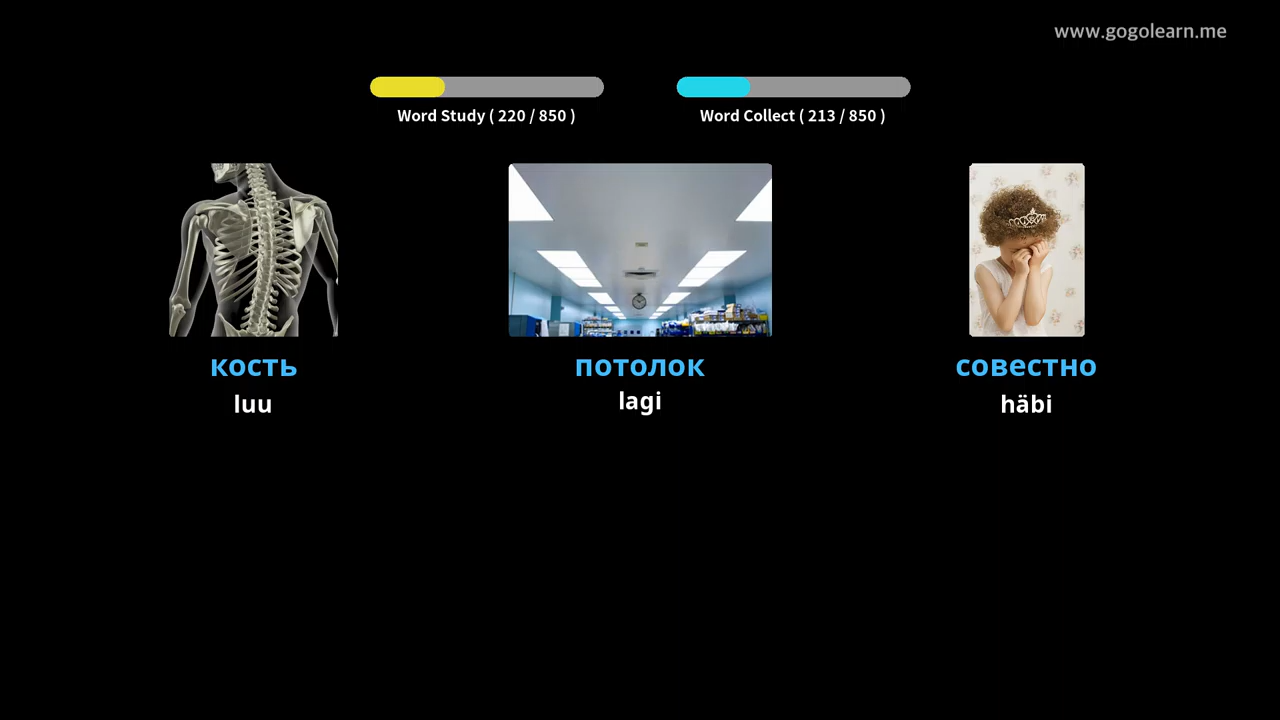 www.gogolearn.me
Word Study ( 220 / 850 )
Word Collect ( 213 / 850 )
кость
luu
потолок
lagi
совестно
häbi